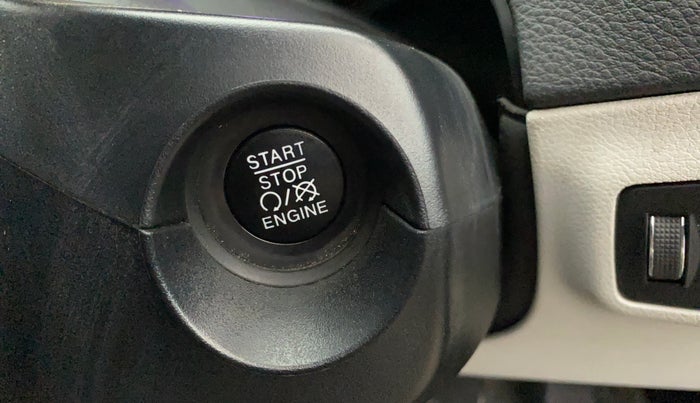 START
STOP
/
ENGINE